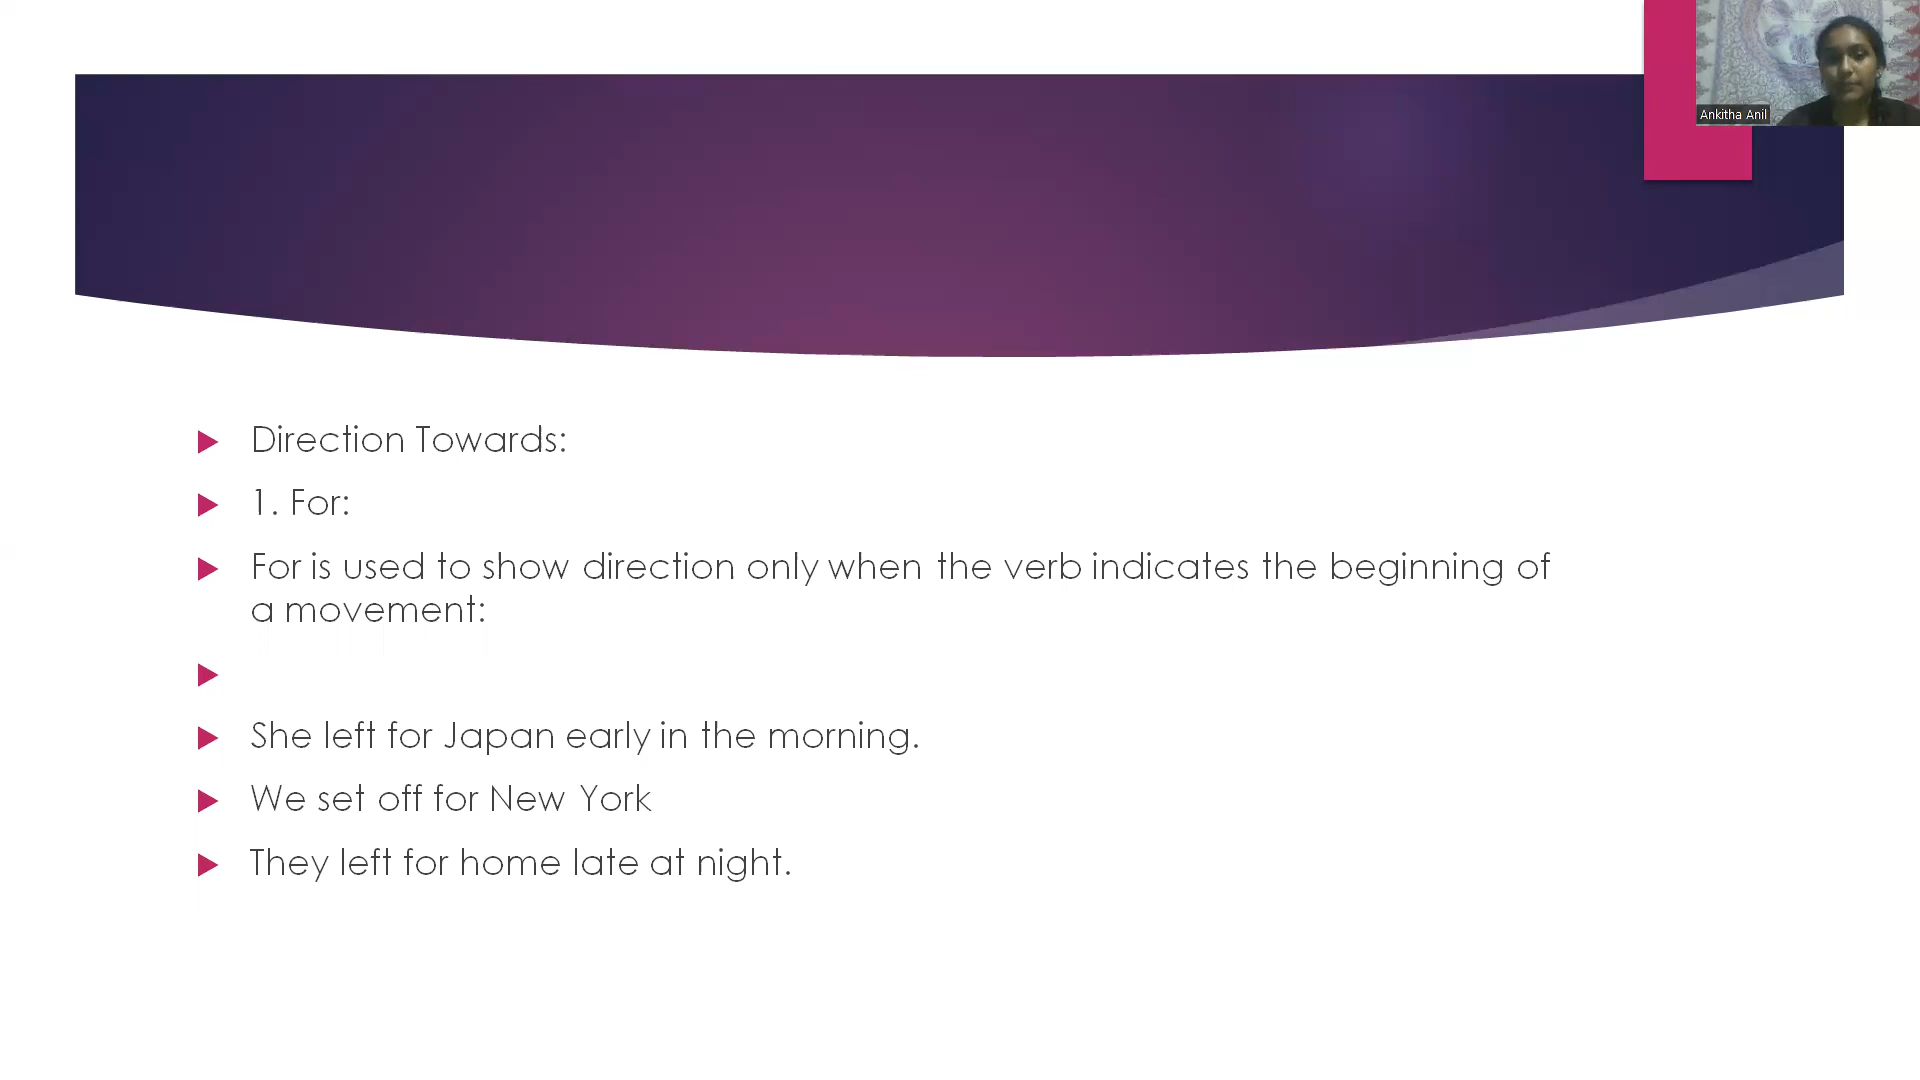 Ankitha Anil
Direction Towards:
1. For:
For is used to show direction only when the verb indicates the beginning of
a movement:
She left for Japan early in the morning.
We set off for New York
They left for home late at night.